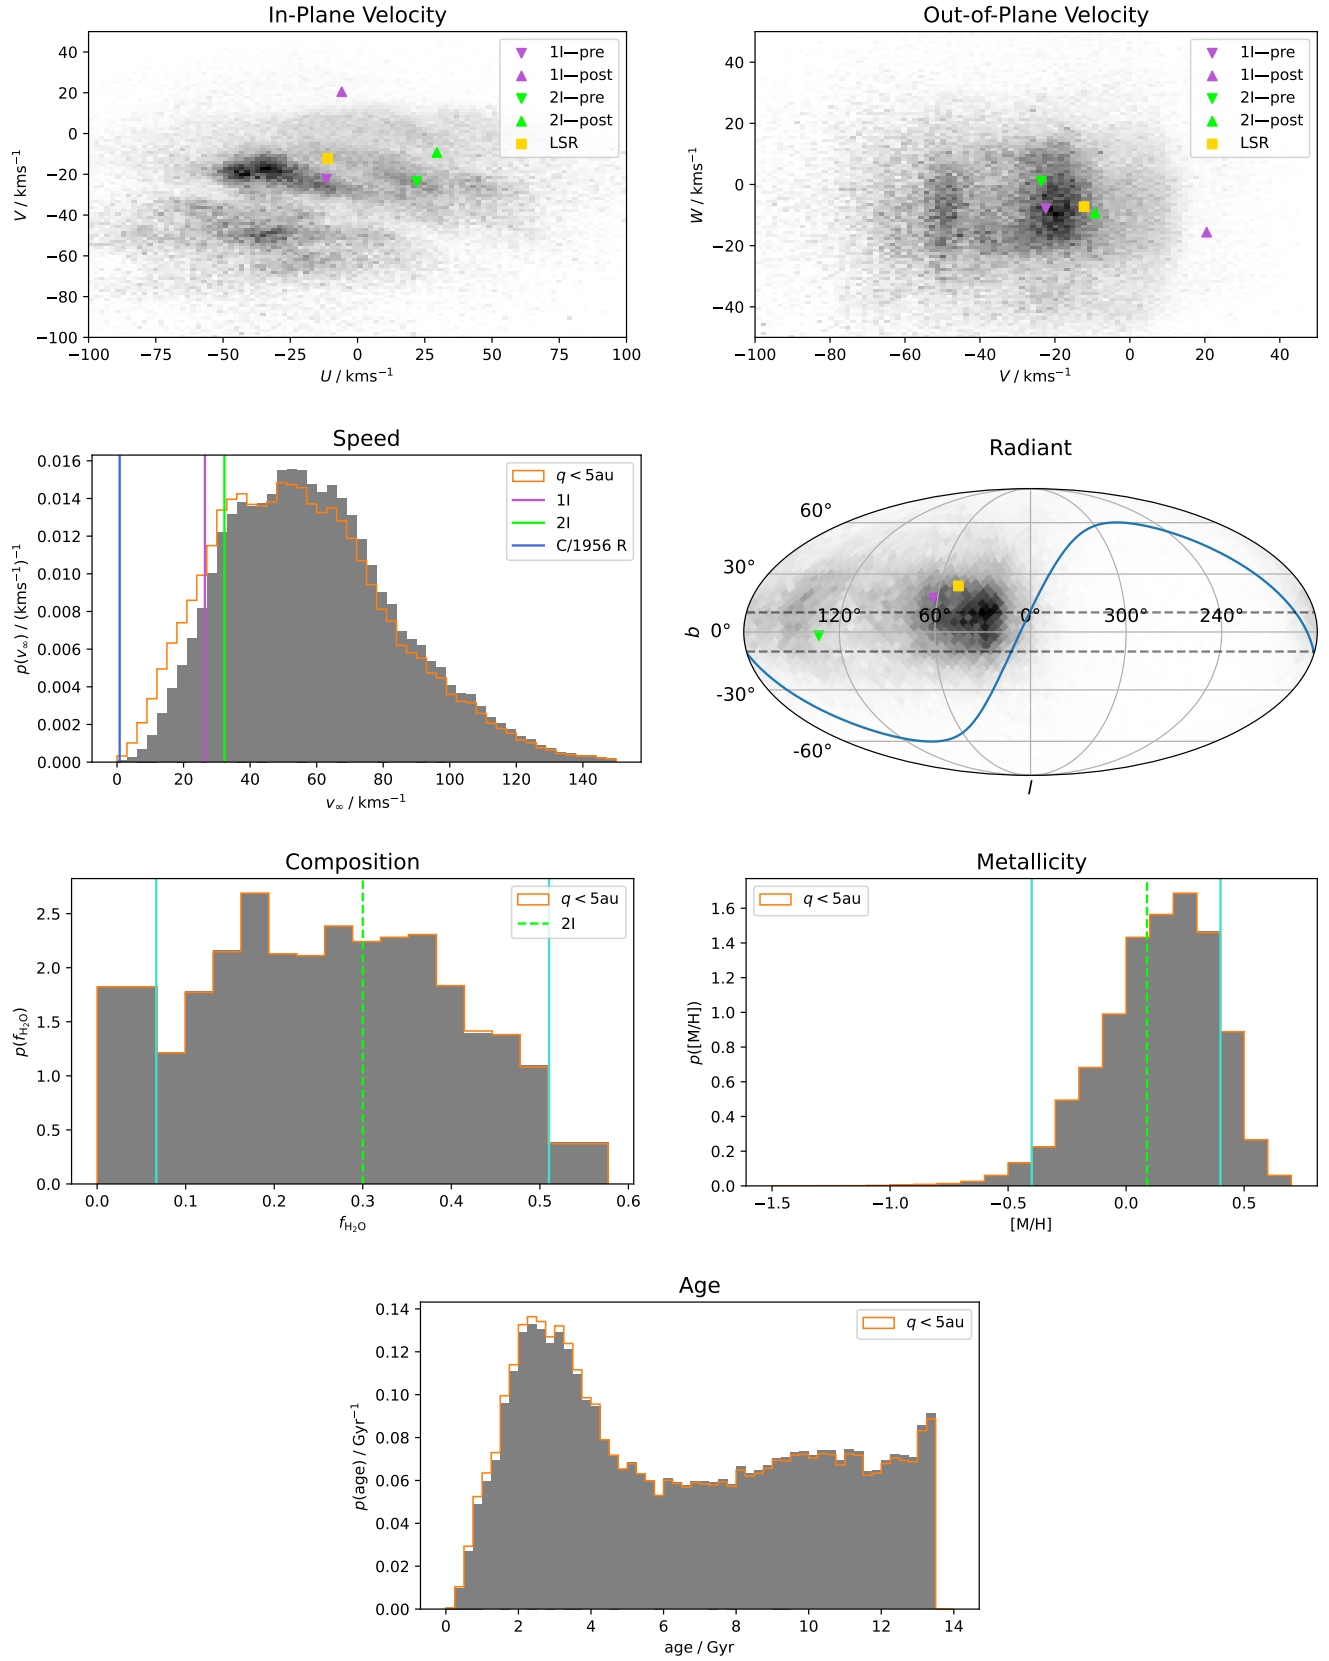 In-Plane Velocity
1I—pre
1I—post
2I—pre
2I—post
LSR
40
20
0
−20
−40
−60
−80
−100
V / kms⁻¹
−100 −75 −50 −25 0 25 50 75 100
U / kms⁻¹
Out-of-Plane Velocity
1I—pre
1I—post
2I—pre
2I—post
LSR
40
20
0
−20
−40
W / kms⁻¹
−100 −80 −60 −40 −20 0 20 40
V / kms⁻¹
Speed
q < 5au
1I
2I
C/1956 R
0.016
0.014
0.012
0.010
0.008
0.006
0.004
0.002
0.000
p(v∞) / (kms⁻¹)⁻¹
0 20 40 60 80 100 120 140
v∞ / kms⁻¹
Radiant
60°
30°
0°
-30°
-60°
b
120° 60° 0° 300° 240°
l
Composition
q < 5au
2I
2.5
2.0
1.5
1.0
0.5
0.0
p(f_H₂O)
0.0 0.1 0.2 0.3 0.4 0.5 0.6
f_H₂O
Metallicity
q < 5au
1.6
1.4
1.2
1.0
0.8
0.6
0.4
0.2
0.0
p([M/H])
−1.5 −1.0 −0.5 0.0 0.5
[M/H]
Age
q < 5au
0.14
0.12
0.10
0.08
0.06
0.04
0.02
0.00
p(age) / Gyr⁻¹
0 2 4 6 8 10 12 14
age / Gyr